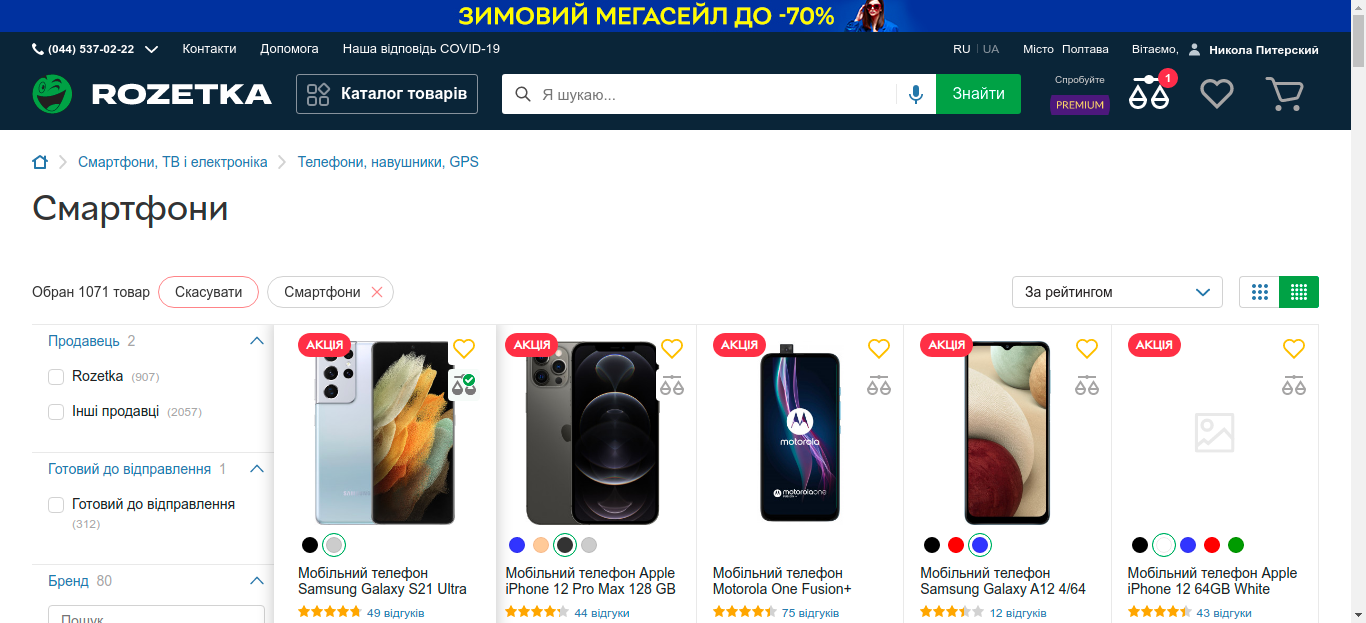 ЗИМОВИЙ МЕГАСЕЙЛ ДО -70%
(044) 537-02-22 Контакти Допомога Наша відповідь COVID-19 RU UA Місто Полтава Вітаємо, Никола Питерский
ROZETKA Каталог товарів Я шукаю... Знайти Спробуйте PREMIUM 1
Смартфони, ТВ і електроніка Телефони, навушники, GPS
Смартфони
Обран 1071 товар Скасувати Смартфони За рейтингом
Продавець 2
Rozetka (907)
Інші продавці (2057)
Готовий до відправлення 1
Готовий до відправлення
(312)
Бренд 80
Пошук
АКЦІЯ
SAMSUNG
Мобільний телефон
Samsung Galaxy S21 Ultra
49 відгуків
АКЦІЯ
Мобільний телефон Apple
iPhone 12 Pro Max 128 GB
44 відгуки
АКЦІЯ
motorola
motorolaone
Мобільний телефон
Motorola One Fusion+
75 відгуків
АКЦІЯ
Мобільний телефон
Samsung Galaxy A12 4/64
12 відгуків
АКЦІЯ
Мобільний телефон Apple
iPhone 12 64GB White
43 відгуки